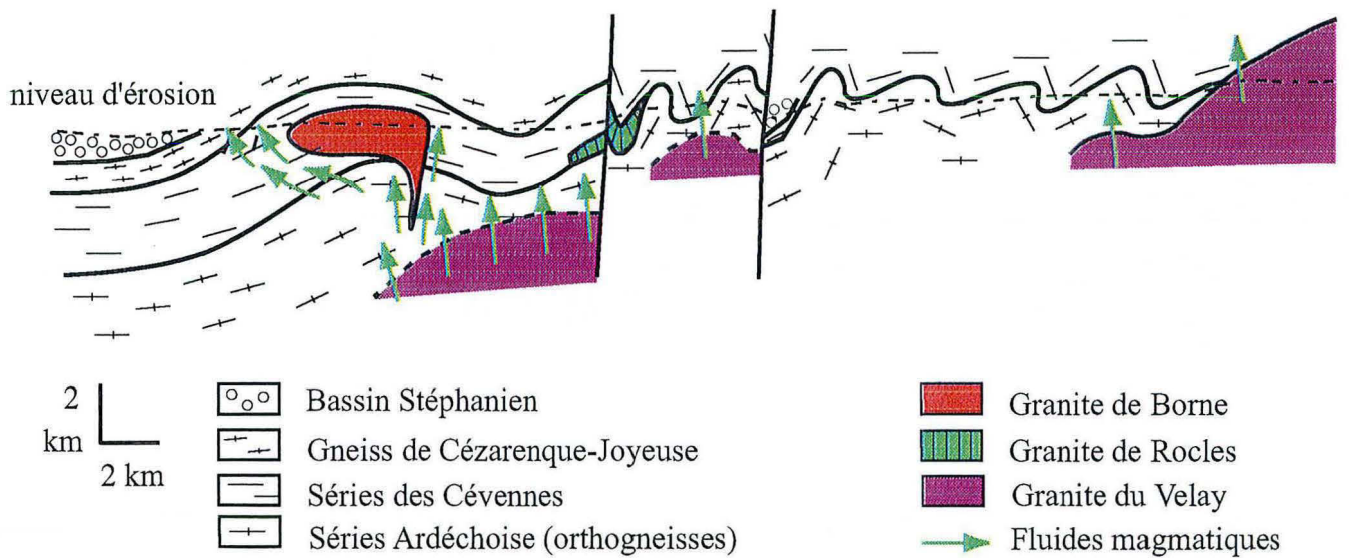 niveau d'érosion
2
km
2 km
Bassin Stéphanien
Gneiss de Cézarenque-Joyeuse
Séries des Cévennes
Séries Ardéchoise (orthogneisses)
Granite de Borne
Granite de Rocles
Granite du Velay
Fluides magmatiques